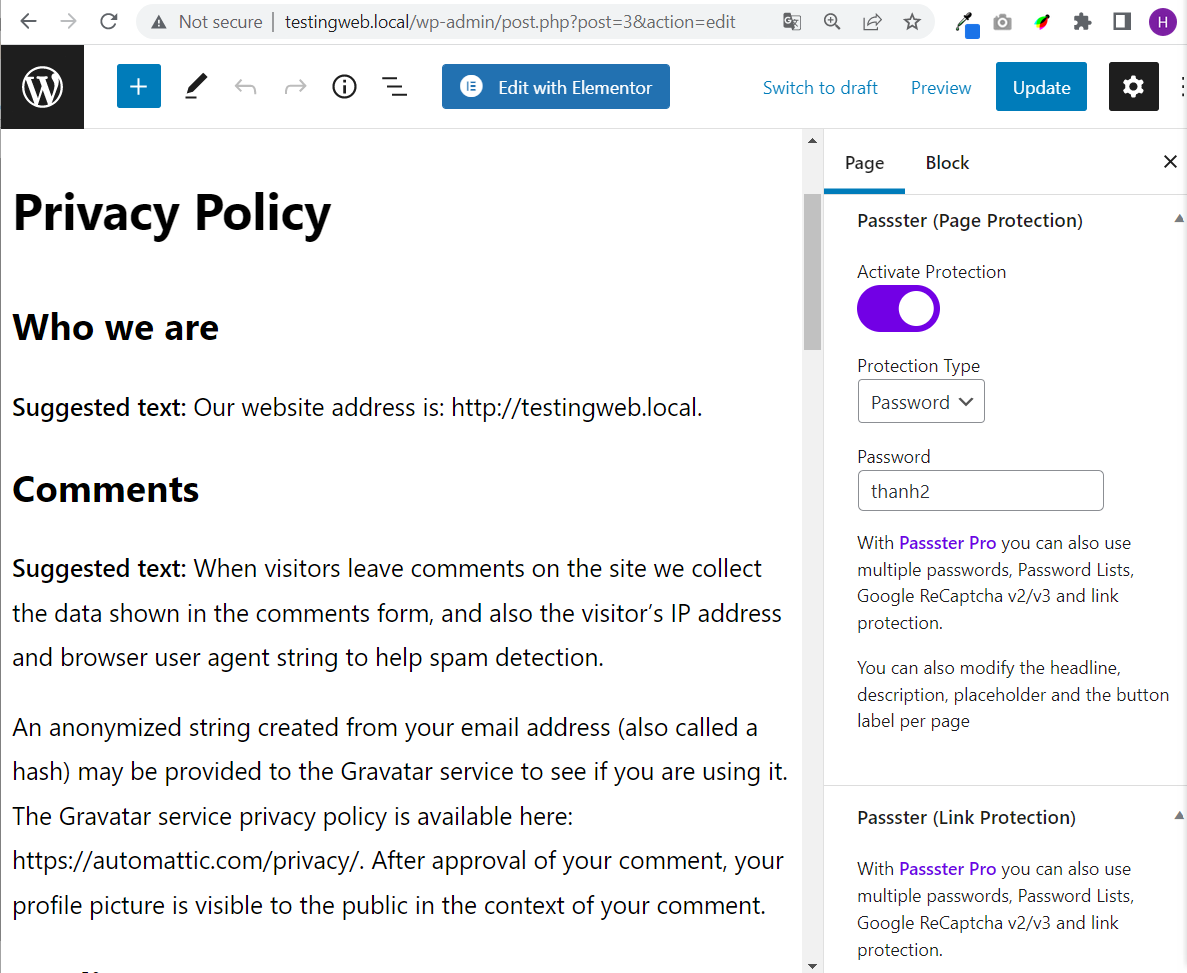 Not secure | testingweb.local/wp-admin/post.php?post=3&action=edit
H
Edit with Elementor
Switch to draft
Preview
Update
Privacy Policy
Who we are
Suggested text: Our website address is: http://testingweb.local.
Comments
Suggested text: When visitors leave comments on the site we collect
the data shown in the comments form, and also the visitor’s IP address
and browser user agent string to help spam detection.
An anonymized string created from your email address (also called a
hash) may be provided to the Gravatar service to see if you are using it.
The Gravatar service privacy policy is available here:
https://automattic.com/privacy/. After approval of your comment, your
profile picture is visible to the public in the context of your comment.
Page
Block
Passster (Page Protection)
Activate Protection
Protection Type
Password
Password
thanh2
With Passster Pro you can also use
multiple passwords, Password Lists,
Google ReCaptcha v2/v3 and link
protection.
You can also modify the headline,
description, placeholder and the button
label per page
Passster (Link Protection)
With Passster Pro you can also use
multiple passwords, Password Lists,
Google ReCaptcha v2/v3 and link
protection.